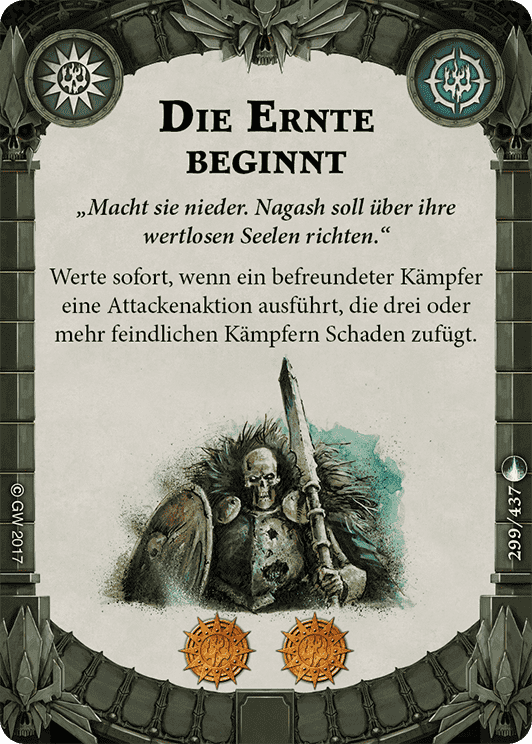 Die Ernte
beginnt
„Macht sie nieder. Nagash soll über ihre
wertlosen Seelen richten.“
Werte sofort, wenn ein befreundeter Kämpfer
eine Attackenaktion ausführt, die drei oder
mehr feindlichen Kämpfern Schaden zufügt.
© GW 2017
299/437